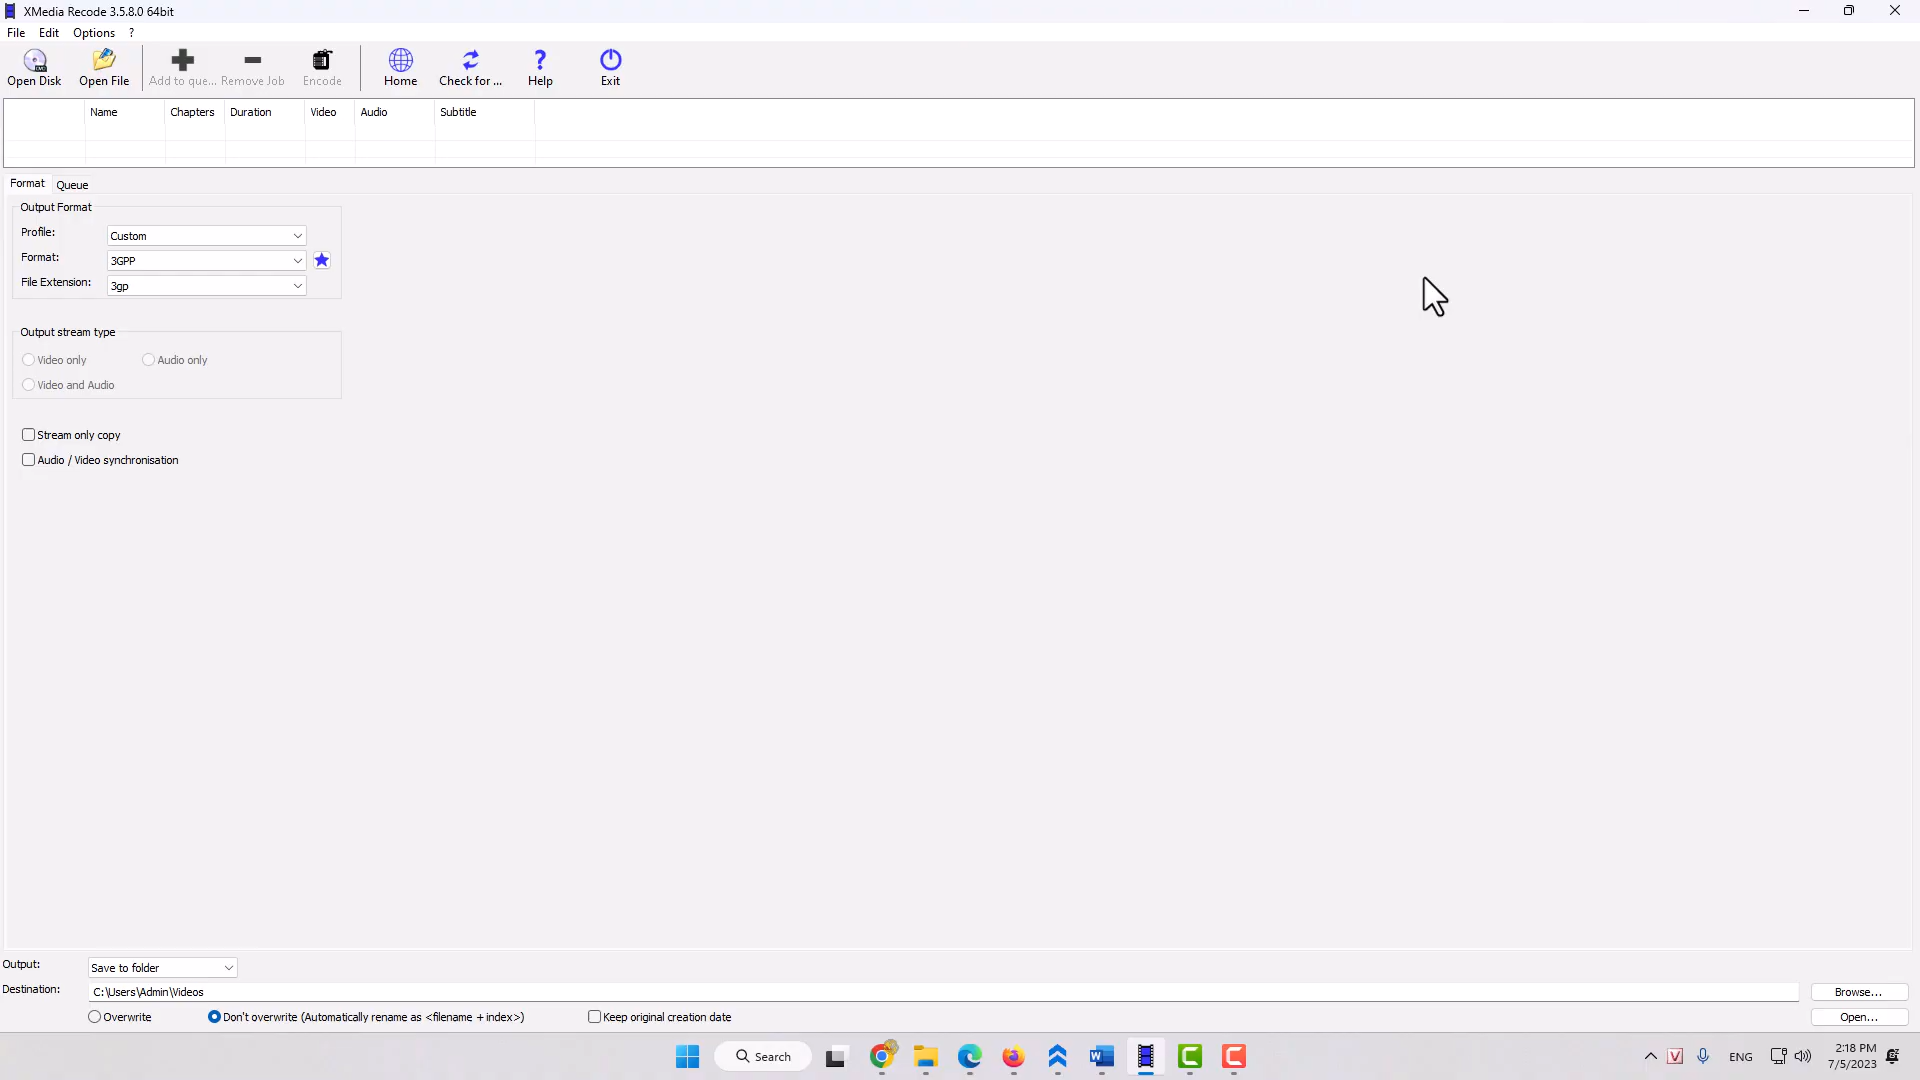 XMedia Recode 3.5.8.0 64bit
File Edit Options ?
Open Disk Open File Add to que... Remove Job Encode Home Check for ... Help Exit
Name Chapters Duration Video Audio Subtitle
Format Queue
Output Format
Profile: Custom
Format: 3GPP
File Extension: 3gp
Output stream type
Video only Audio only
Video and Audio
Stream only copy
Audio / Video synchronisation
Output: Save to folder
Destination: C:\Users\Admin\Videos Browse...
Overwrite Don't overwrite (Automatically rename as <filename + index>) Keep original creation date Open...
Search ENG 2:18 PM
7/5/2023